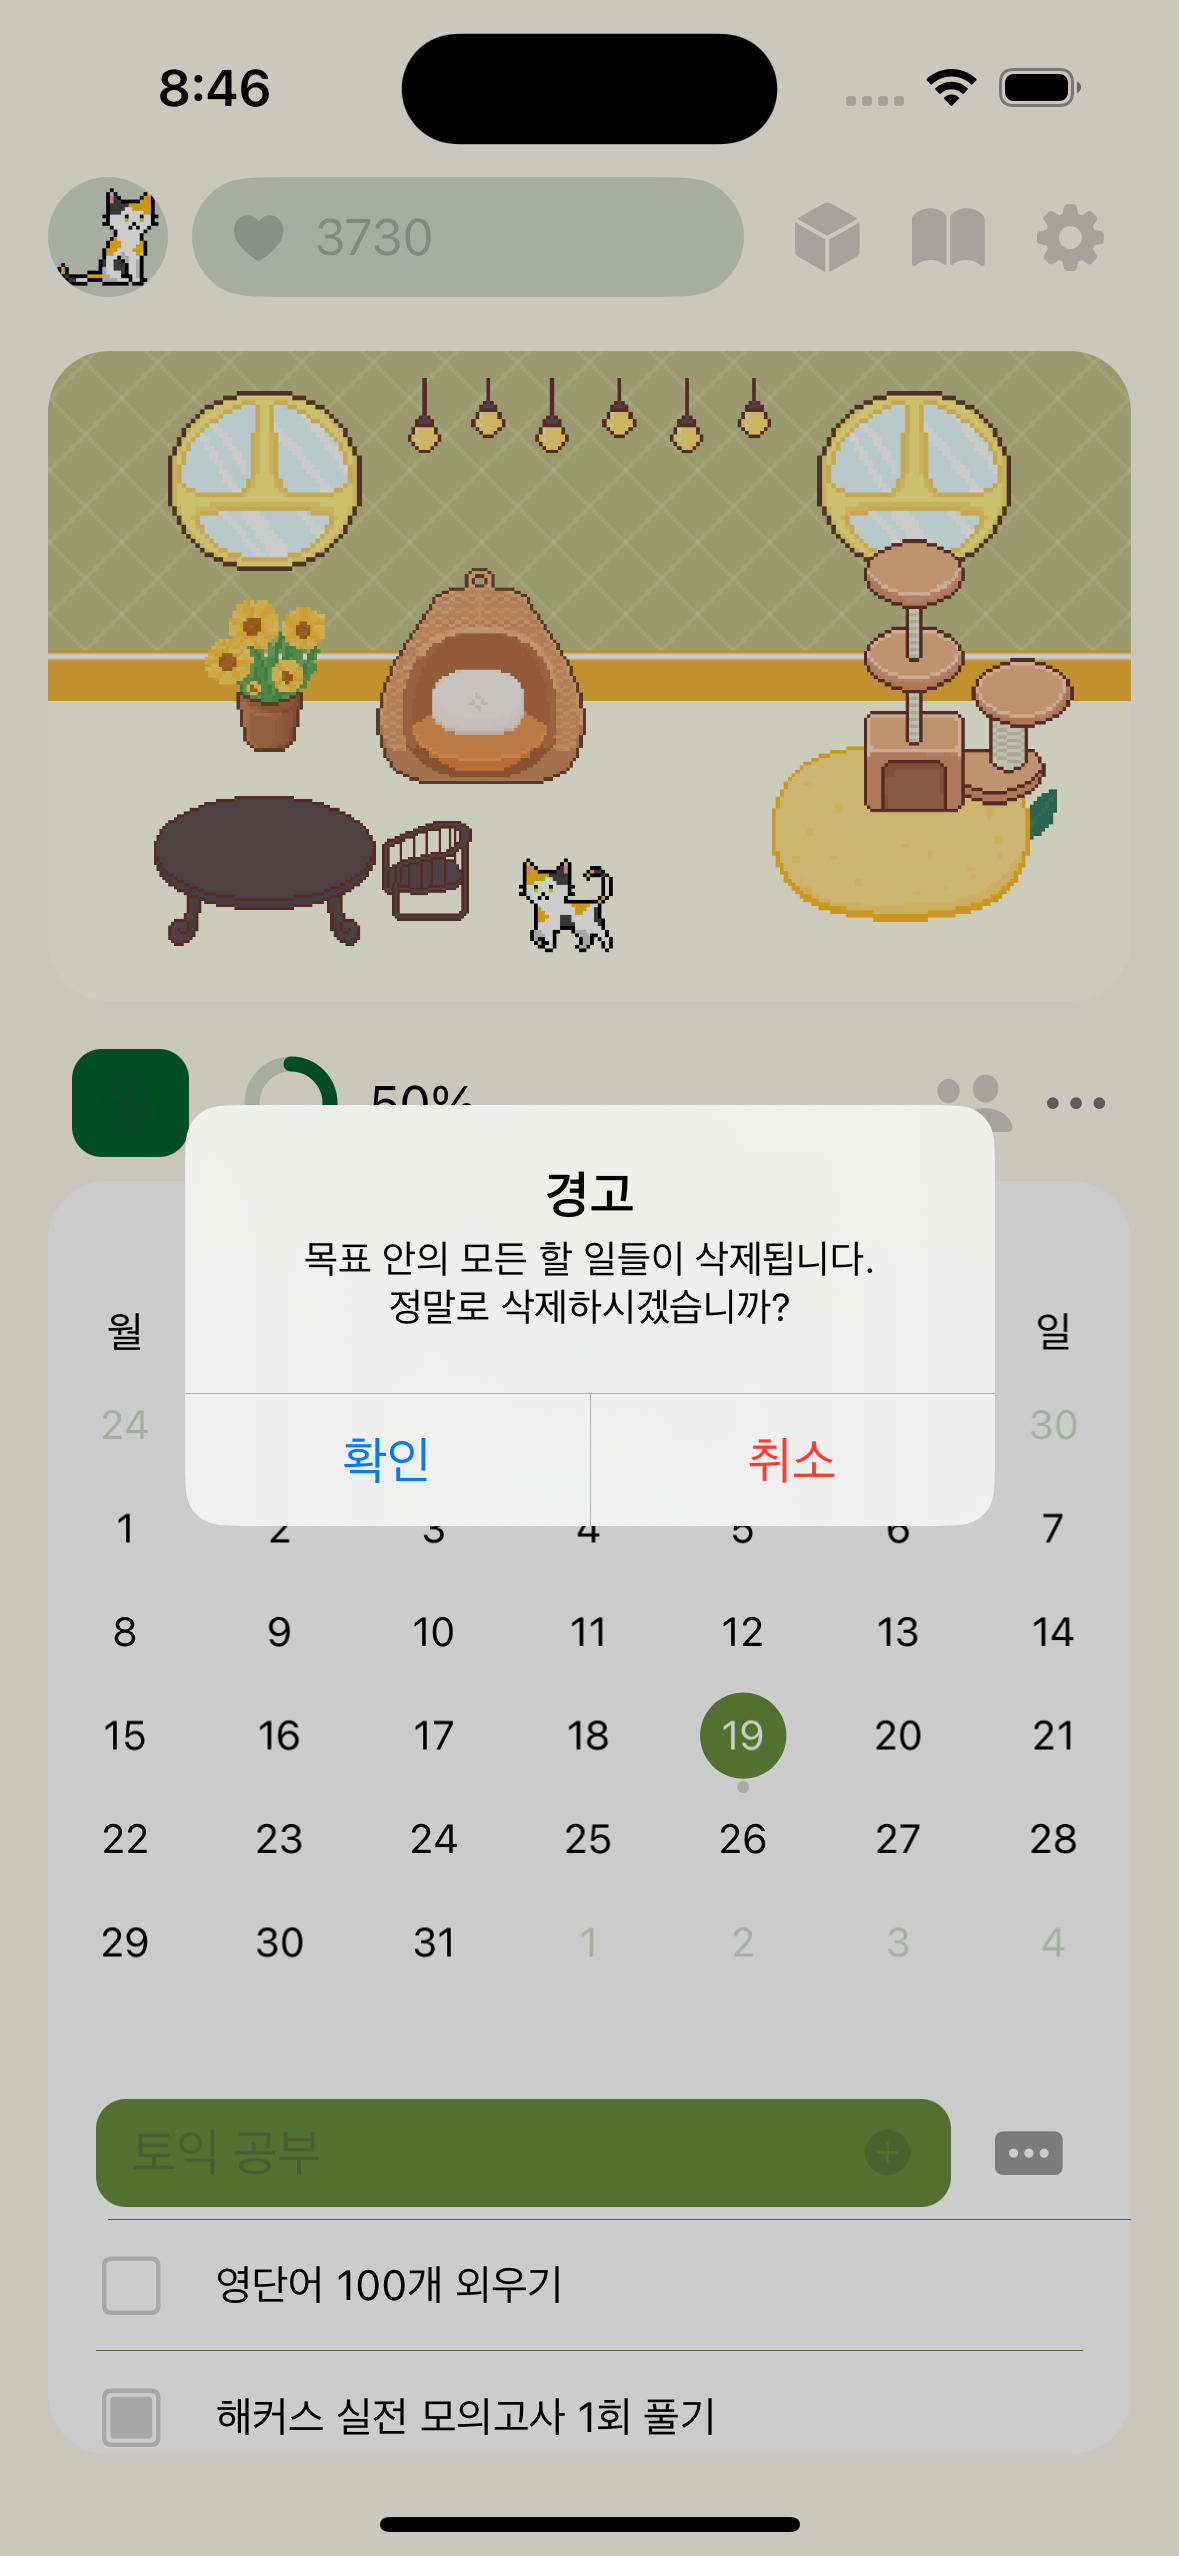 8:46
3730
월
50%
경고
목표 안의 모든 할 일들이 삭제됩니다.
정말로 삭제하시겠습니까?
확인 취소
월 일
24 30
1 2 3 4 5 6 7
8 9 10 11 12 13 14
15 16 17 18 19 20 21
22 23 24 25 26 27 28
29 30 31 1 2 3 4
토익 공부
영단어 100개 외우기
해커스 실전 모의고사 1회 풀기